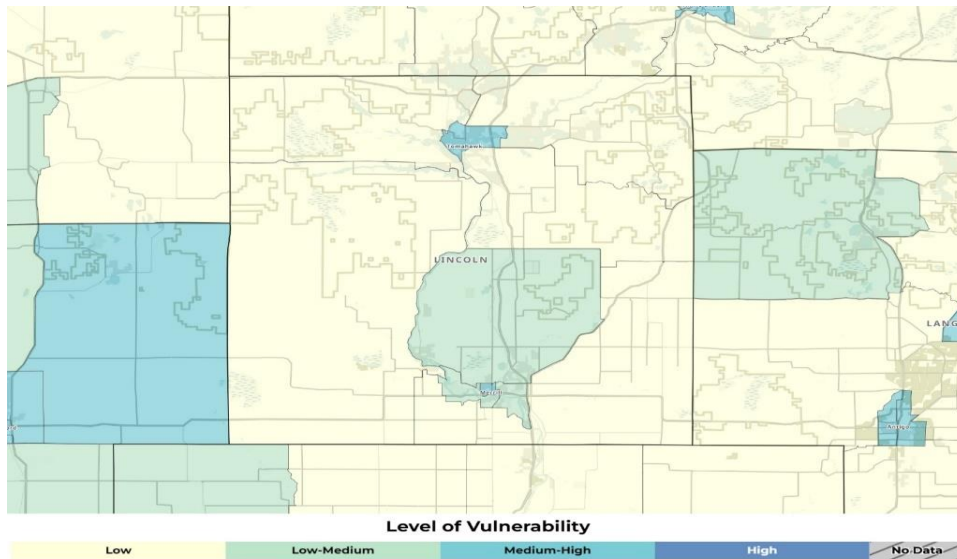 Tomahawk
LINCOLN
LANG
Merrill
Antigo
Level of Vulnerability
Low
Low-Medium
Medium-High
High
No Data